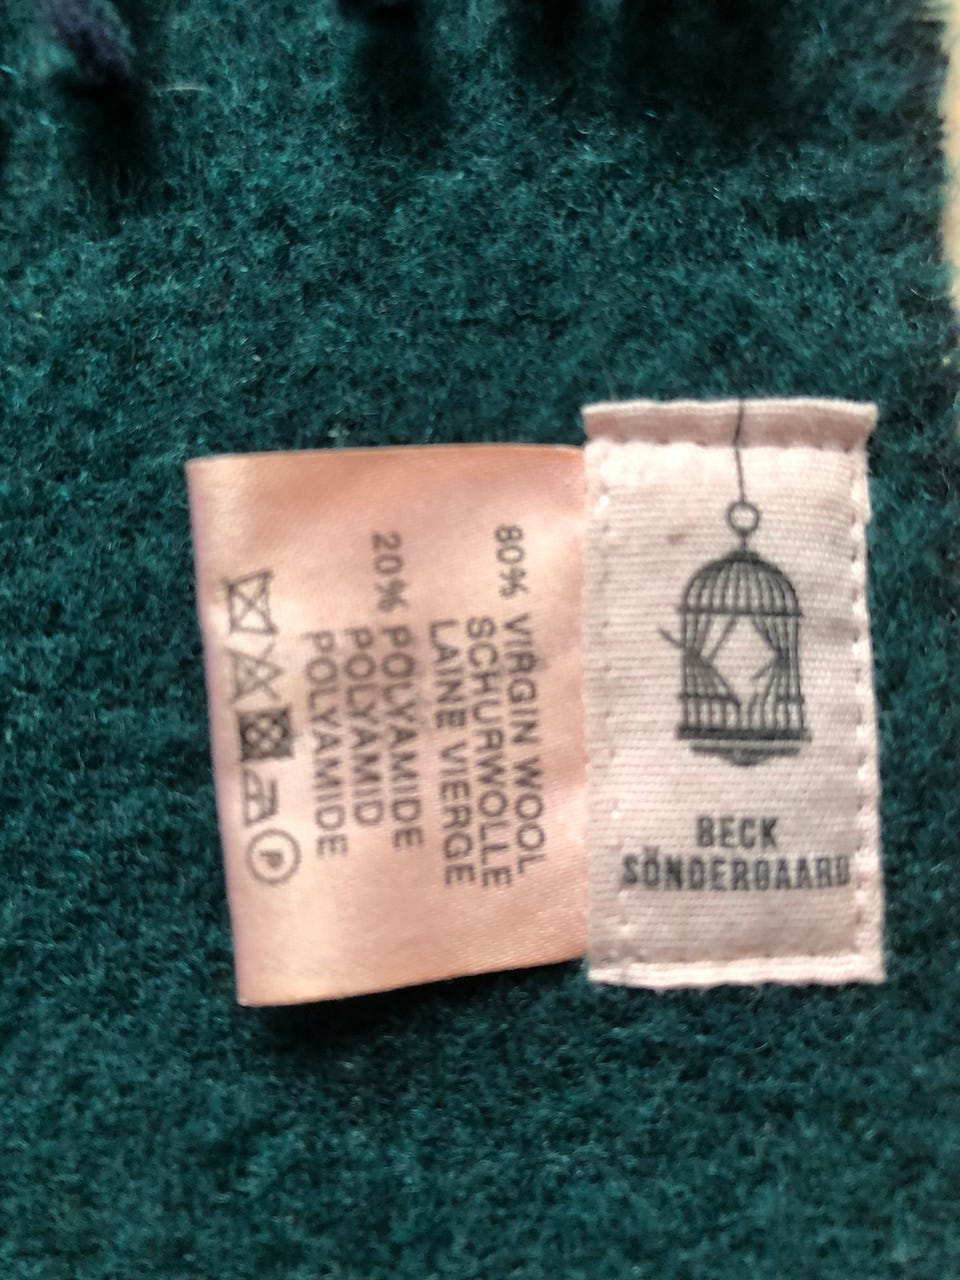 80% VIRGIN WOOL
SCHURWOLLE
LAINE VIERGE
20% POLYAMIDE
POLYAMID
POLYAMIDE
P
BECK
SÖNDERGAARD